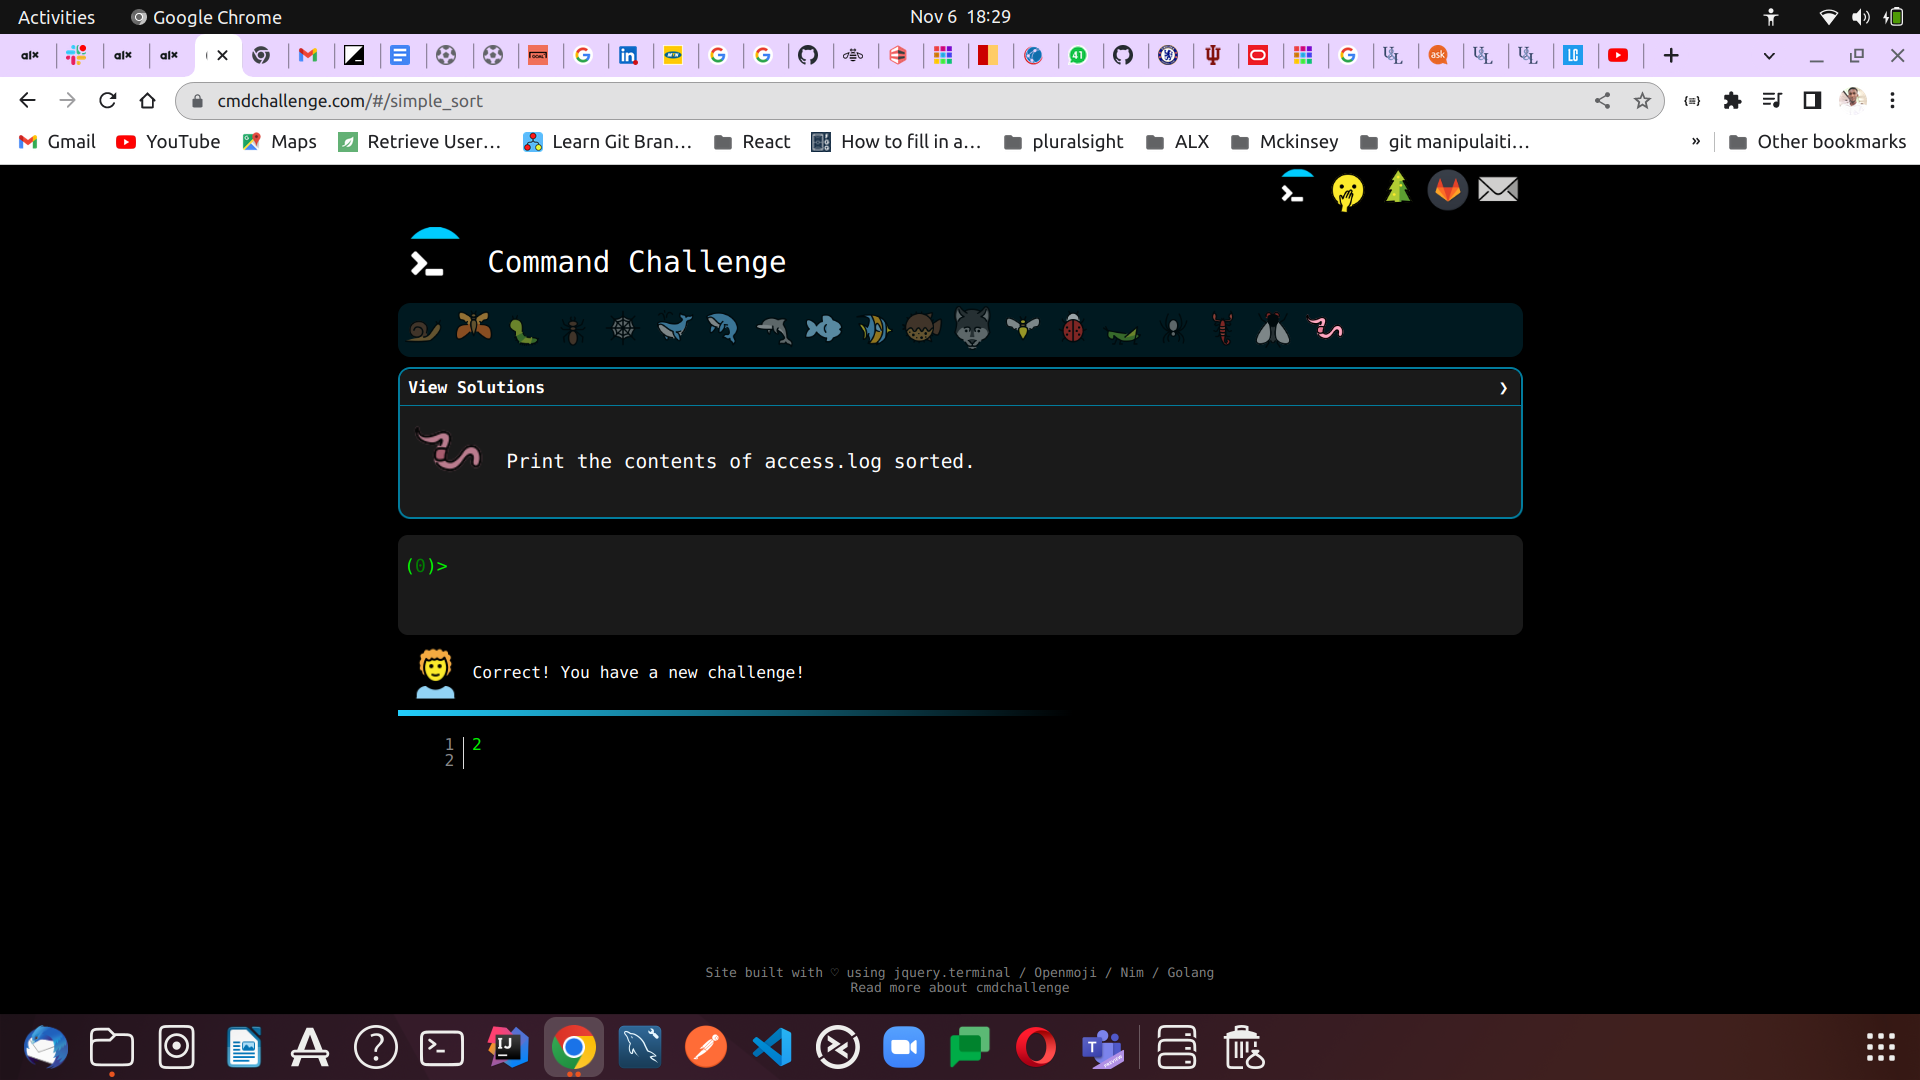 Activities
Google Chrome
Nov 6 18:29
cmdchallenge.com/#/simple_sort
Gmail
YouTube
Maps
Retrieve User...
Learn Git Bran...
React
How to fill in a...
pluralsight
ALX
Mckinsey
git manipulaiti...
»
Other bookmarks
Command Challenge
View Solutions
Print the contents of access.log sorted.
(0)>
Correct! You have a new challenge!
1 2
2
Site built with ♡ using jquery.terminal / Openmoji / Nim / Golang
Read more about cmdchallenge